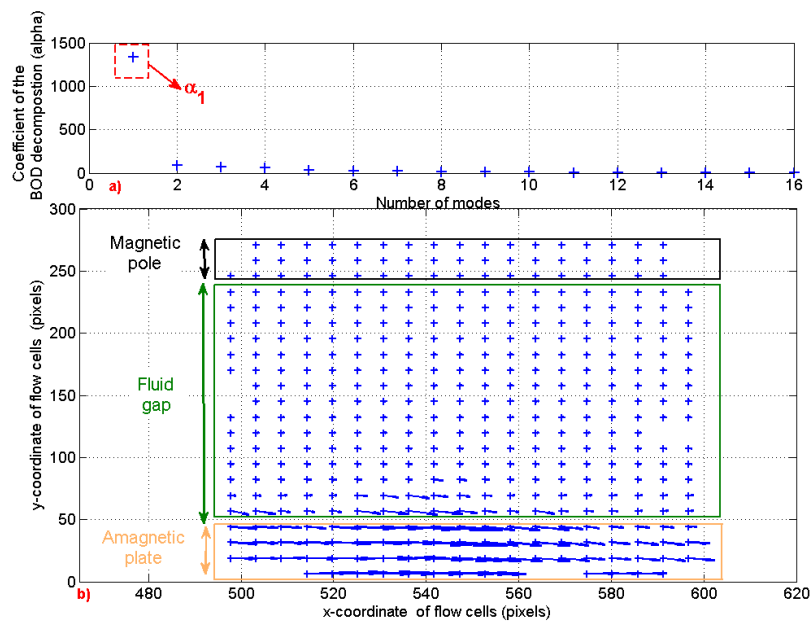 Coefficient of the
BOD decompostion (alpha)
1500
1000
500
0
α1
a)
0 2 4 6 8 10 12 14 16
Number of modes
300
250
200
150
100
50
0
y-coordinate of flow cells (pixels)
Magnetic
pole
Fluid
gap
Amagnetic
plate
b)
480 500 520 540 560 580 600 620
x-coordinate of flow cells (pixels)